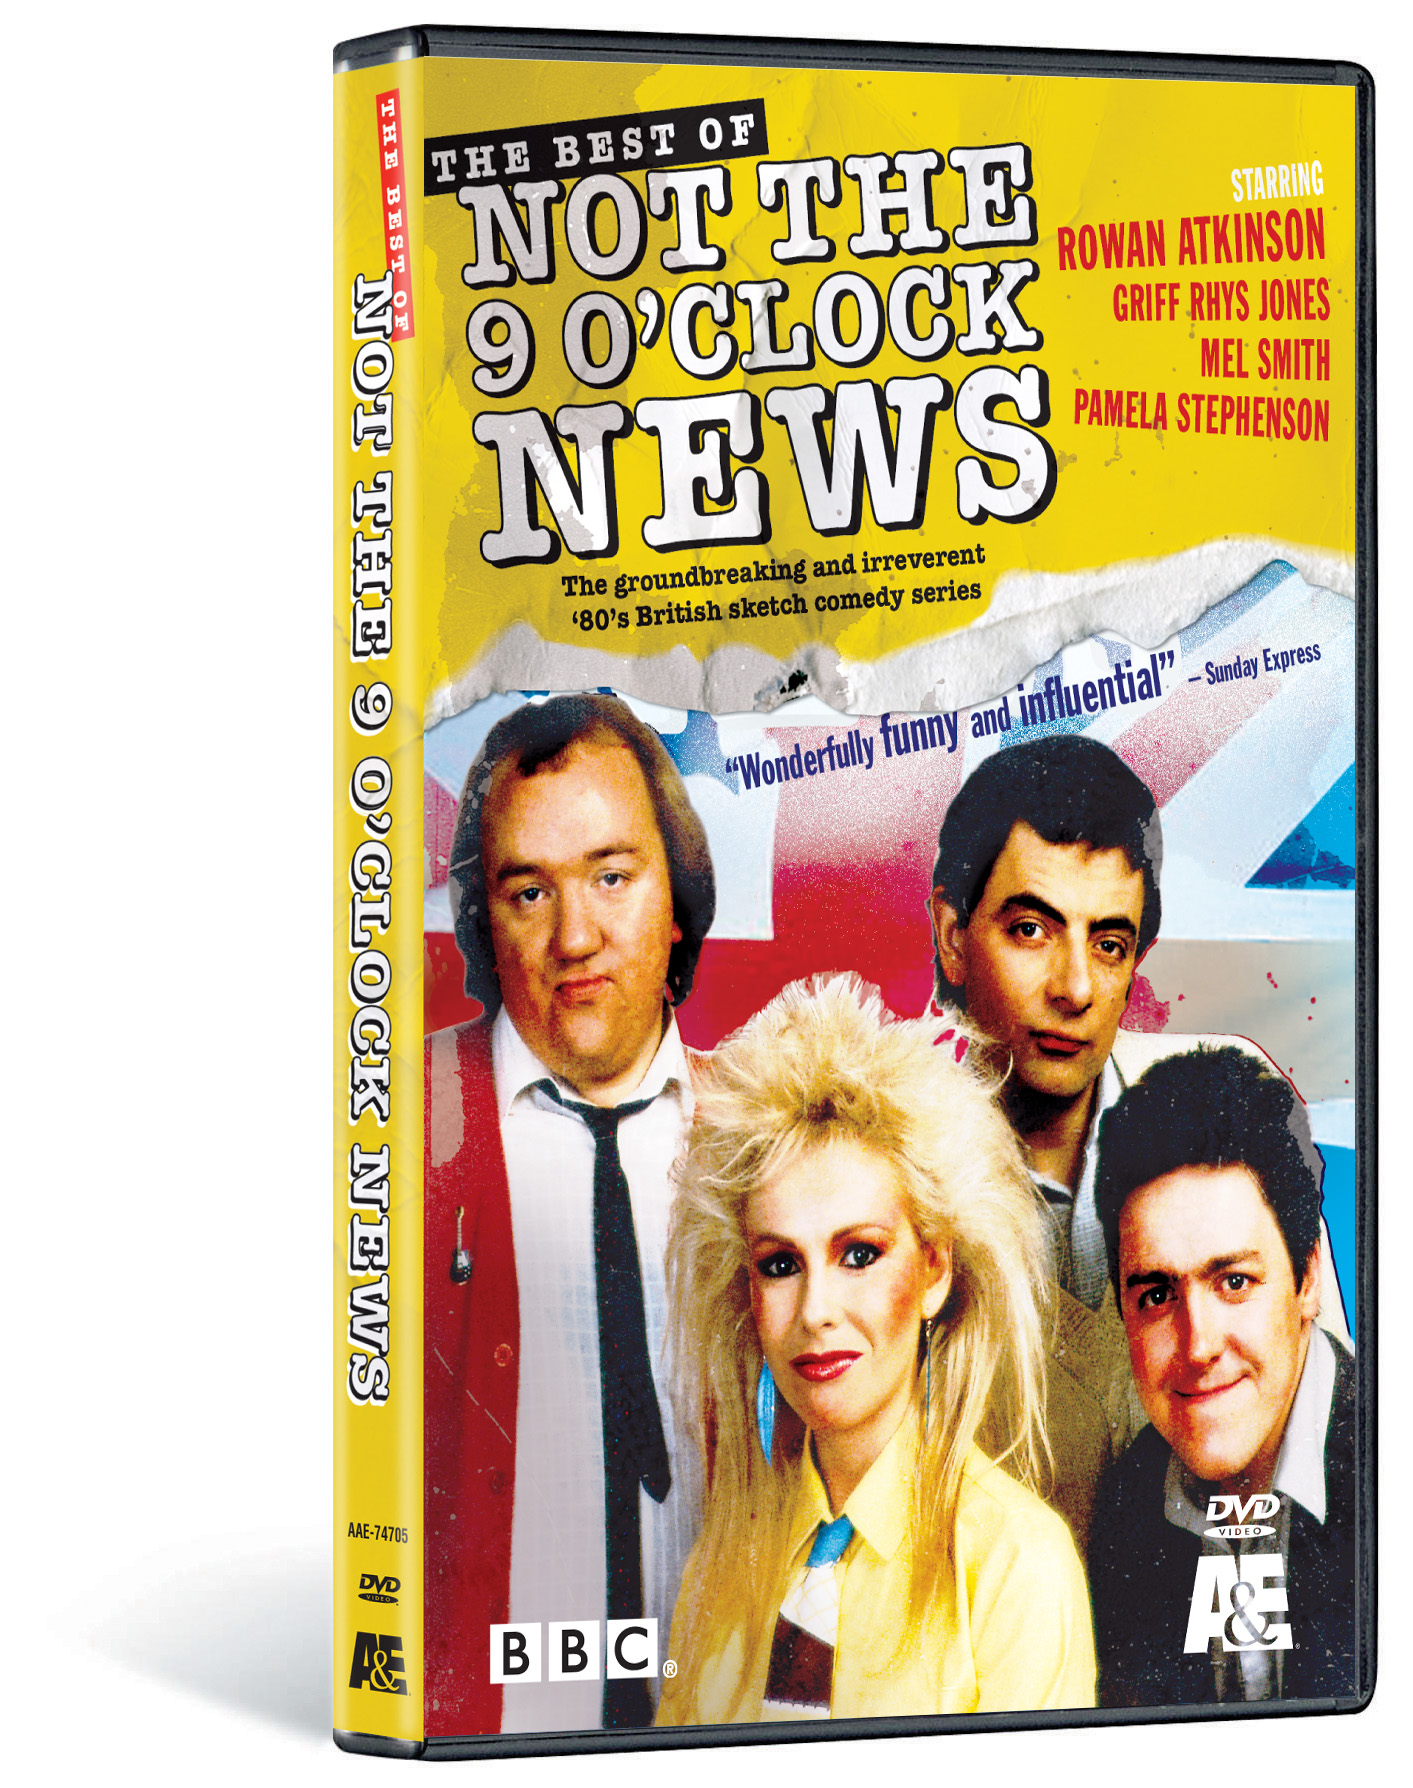 THE BEST OF
NOT THE
9 O'CLOCK
NEWS
The groundbreaking and irreverent
‘80’s British sketch comedy series
STARRiNG
ROWAN ATKINSON
GRIFF RHYS JONES
MEL SMITH
PAMELA STEPHENSON
“Wonderfully funny and influential” – Sunday Express
BBC®
DVD
VIDEO
A&E®
THE BEST OF
NOT THE 9 O'CLOCK NEWS
AAE-74705
DVD
VIDEO
A&E